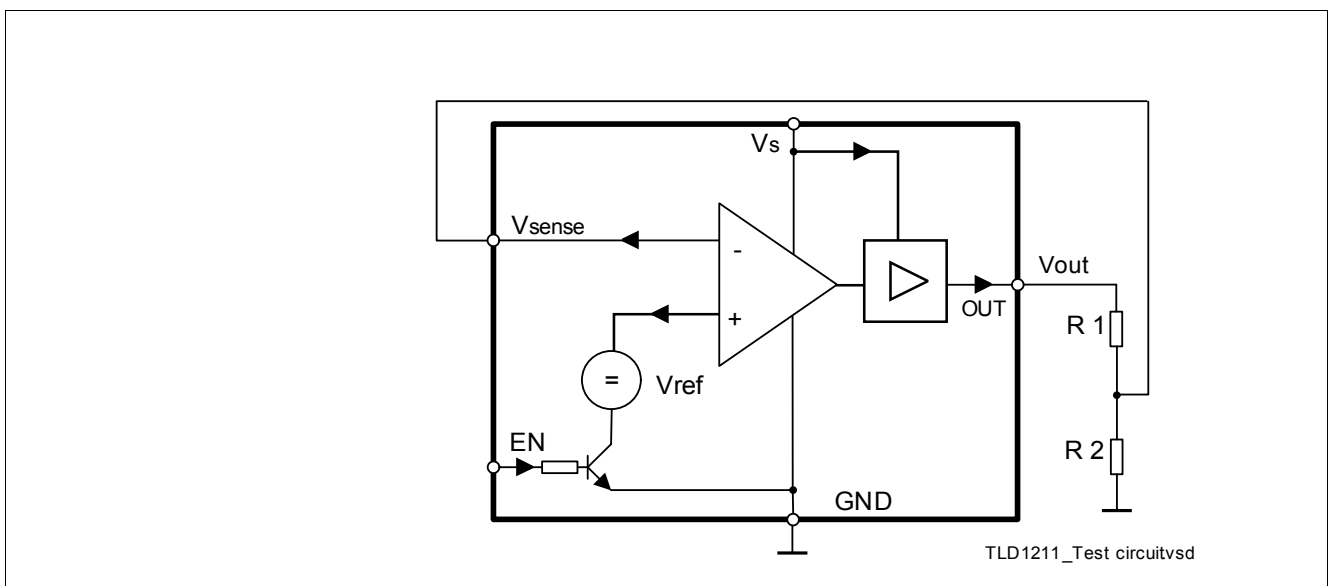 Vs
Vsense
-
Vout
OUT
+
R 1
=
Vref
EN
R 2
GND
TLD1211_Test circuitvsd